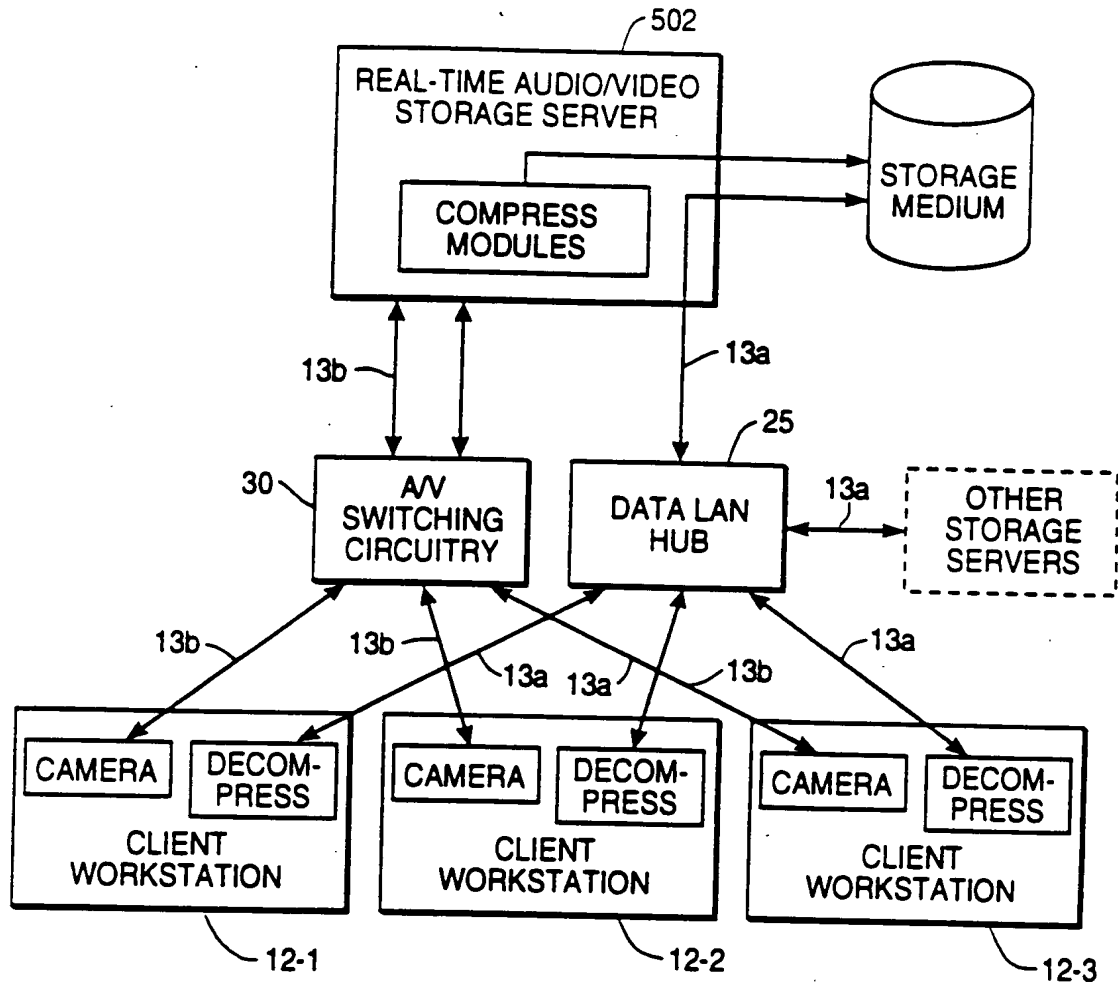 502
REAL-TIME AUDIO/VIDEO
STORAGE SERVER
COMPRESS
MODULES
STORAGE
MEDIUM
13b
13a
25
30
A/V
SWITCHING
CIRCUITRY
DATA LAN
HUB
13a
OTHER
STORAGE
SERVERS
13b
13b
13a
13a
13b
13a
CAMERA
DECOM-
PRESS
CLIENT
WORKSTATION
CAMERA
DECOM-
PRESS
CLIENT
WORKSTATION
CAMERA
DECOM-
PRESS
CLIENT
WORKSTATION
12-1
12-2
12-3